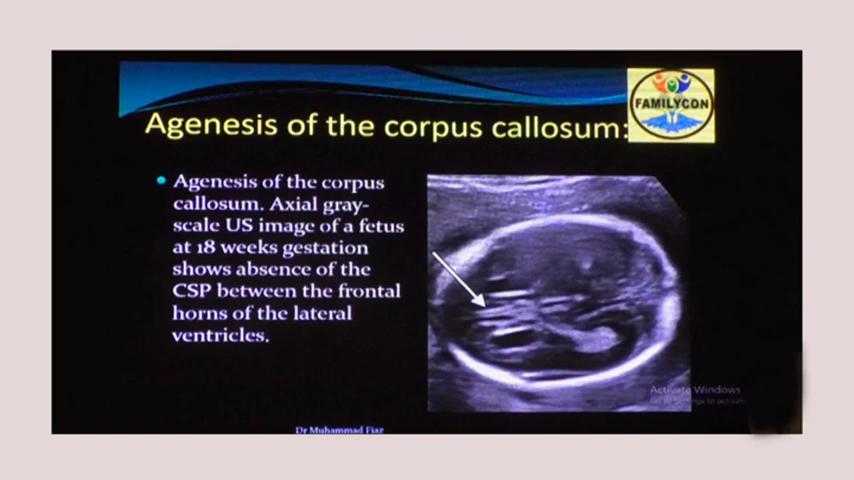 FAMILYCON
Agenesis of the corpus callosum:
Agenesis of the corpus
callosum. Axial gray-
scale US image of a fetus
at 18 weeks gestation
shows absence of the
CSP between the frontal
horns of the lateral
ventricles.
Activate Windows
to activate
Dr Muhammad Fiaz